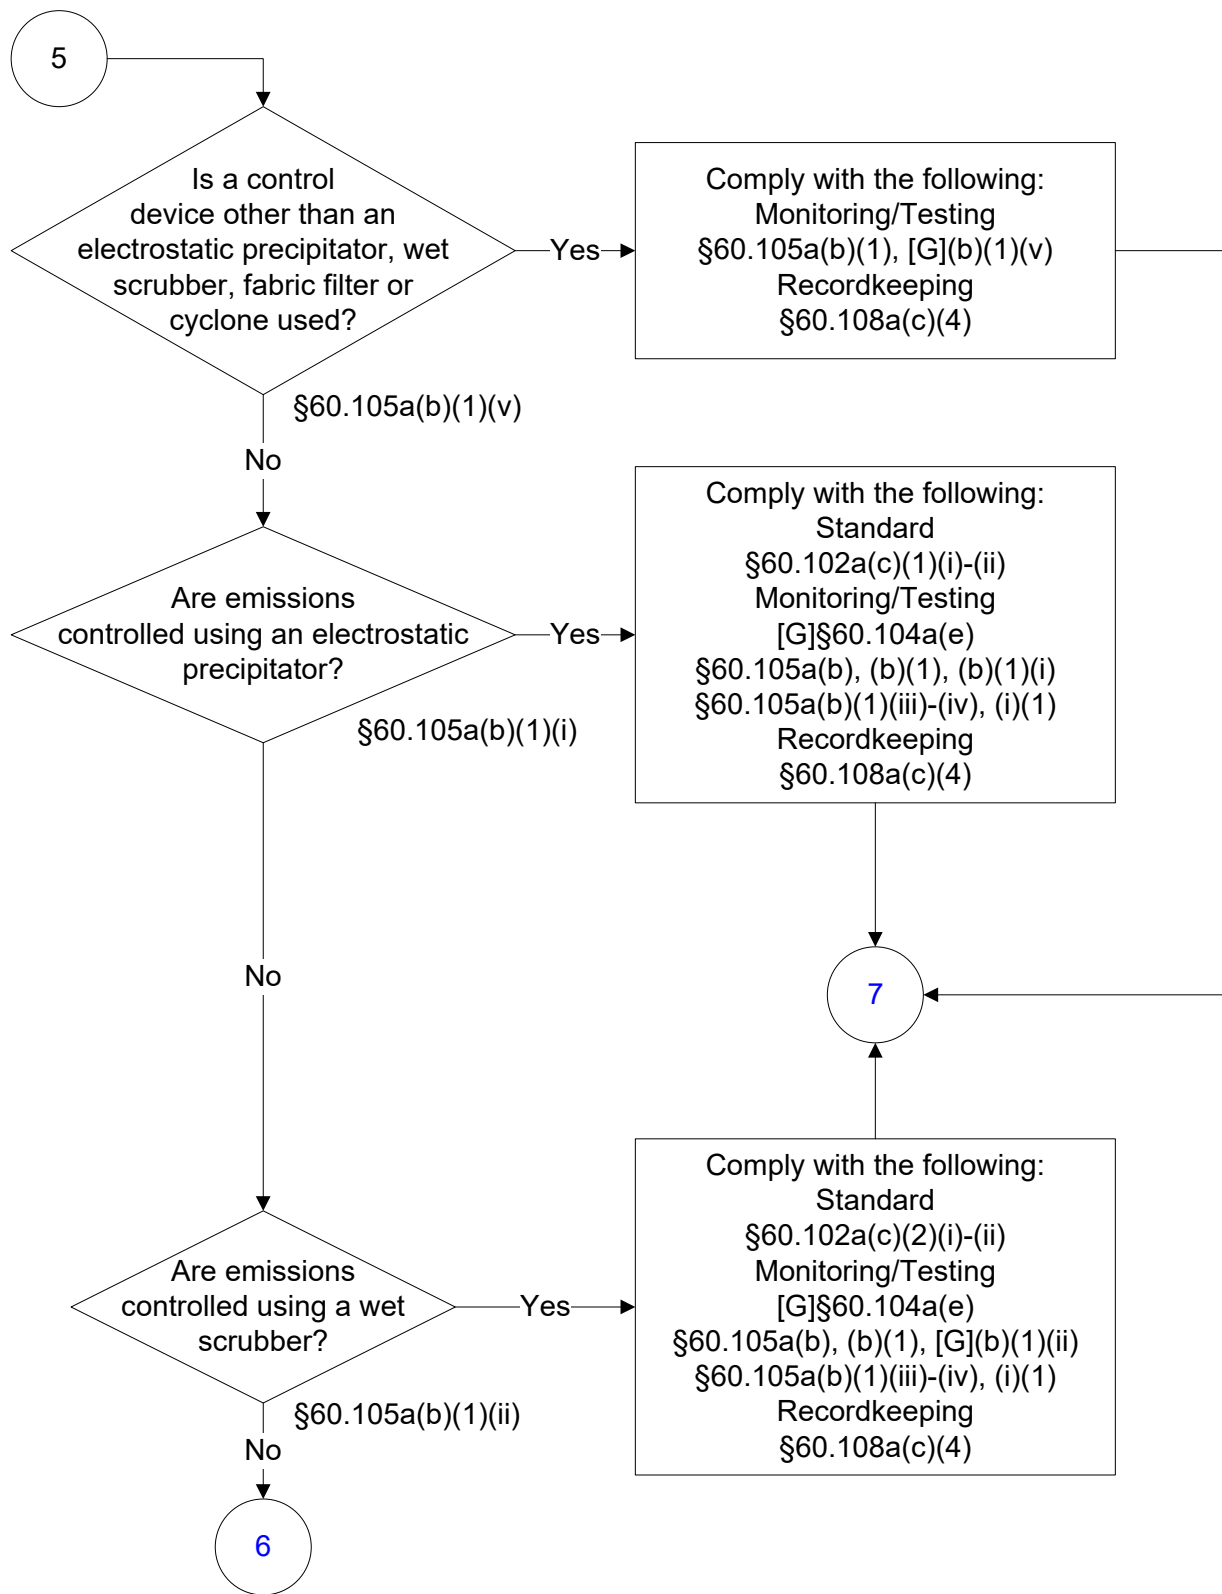 5
Is a control
device other than an
electrostatic precipitator, wet
scrubber, fabric filter or
cyclone used?
Yes
Comply with the following:
Monitoring/Testing
§60.105a(b)(1), [G](b)(1)(v)
Recordkeeping
§60.108a(c)(4)
§60.105a(b)(1)(v)
No
Are emissions
controlled using an electrostatic
precipitator?
Yes
Comply with the following:
Standard
§60.102a(c)(1)(i)-(ii)
Monitoring/Testing
[G]§60.104a(e)
§60.105a(b), (b)(1), (b)(1)(i)
§60.105a(b)(1)(iii)-(iv), (i)(1)
Recordkeeping
§60.108a(c)(4)
§60.105a(b)(1)(i)
No
7
Are emissions
controlled using a wet
scrubber?
Yes
Comply with the following:
Standard
§60.102a(c)(2)(i)-(ii)
Monitoring/Testing
[G]§60.104a(e)
§60.105a(b), (b)(1), [G](b)(1)(ii)
§60.105a(b)(1)(iii)-(iv), (i)(1)
Recordkeeping
§60.108a(c)(4)
§60.105a(b)(1)(ii)
No
6